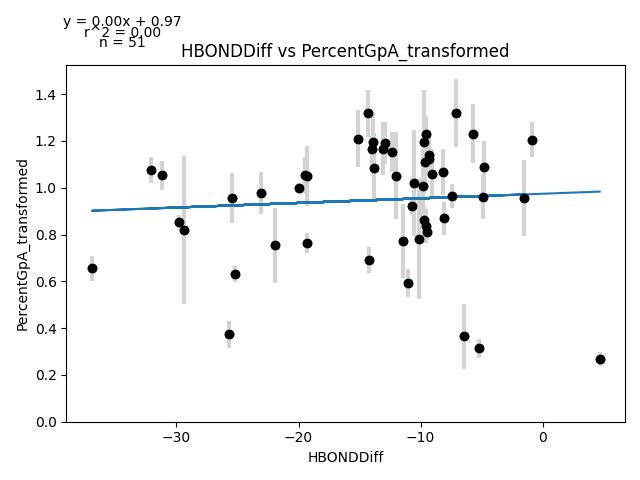 y = 0.00x + 0.97
r^2 = 0.00
n = 51
HBONDDiff vs PercentGpA_transformed
PercentGpA_transformed
1.4
1.2
1.0
0.8
0.6
0.4
0.2
0.0
−30
−20
−10
0
HBONDDiff